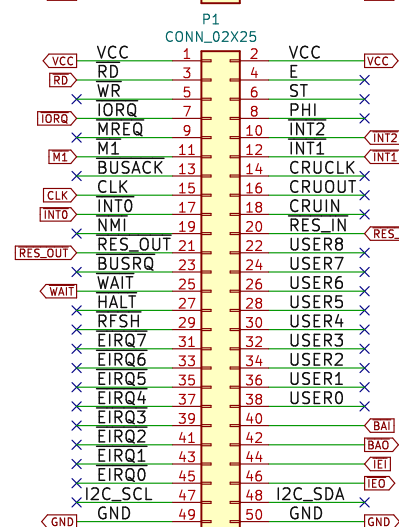 P1
CONN_02X25
VCC VCC 1 2 VCC VCC
RD RD 3 4 E
WR 5 6 ST
IORQ IORQ 7 8 PHI
MREQ 9 10 INT2 INT2
M1 M1 11 12 INT1 INT1
BUSACK 13 14 CRUCLK
CLK CLK 15 16 CRUOUT
INT0 INT0 17 18 CRUIN
NMI 19 20 RES_IN RES_
RES_OUT RES_OUT 21 22 USER8
BUSRQ 23 24 USER7
WAIT WAIT 25 26 USER6
HALT 27 28 USER5
RFSH 29 30 USER4
EIRQ7 31 32 USER3
EIRQ6 33 34 USER2
EIRQ5 35 36 USER1
EIRQ4 37 38 USER0
EIRQ3 39 40 BAI
EIRQ2 41 42 BAO
EIRQ1 43 44 IEI
EIRQ0 45 46 IEO
I2C_SCL 47 48 I2C_SDA
GND GND 49 50 GND GND